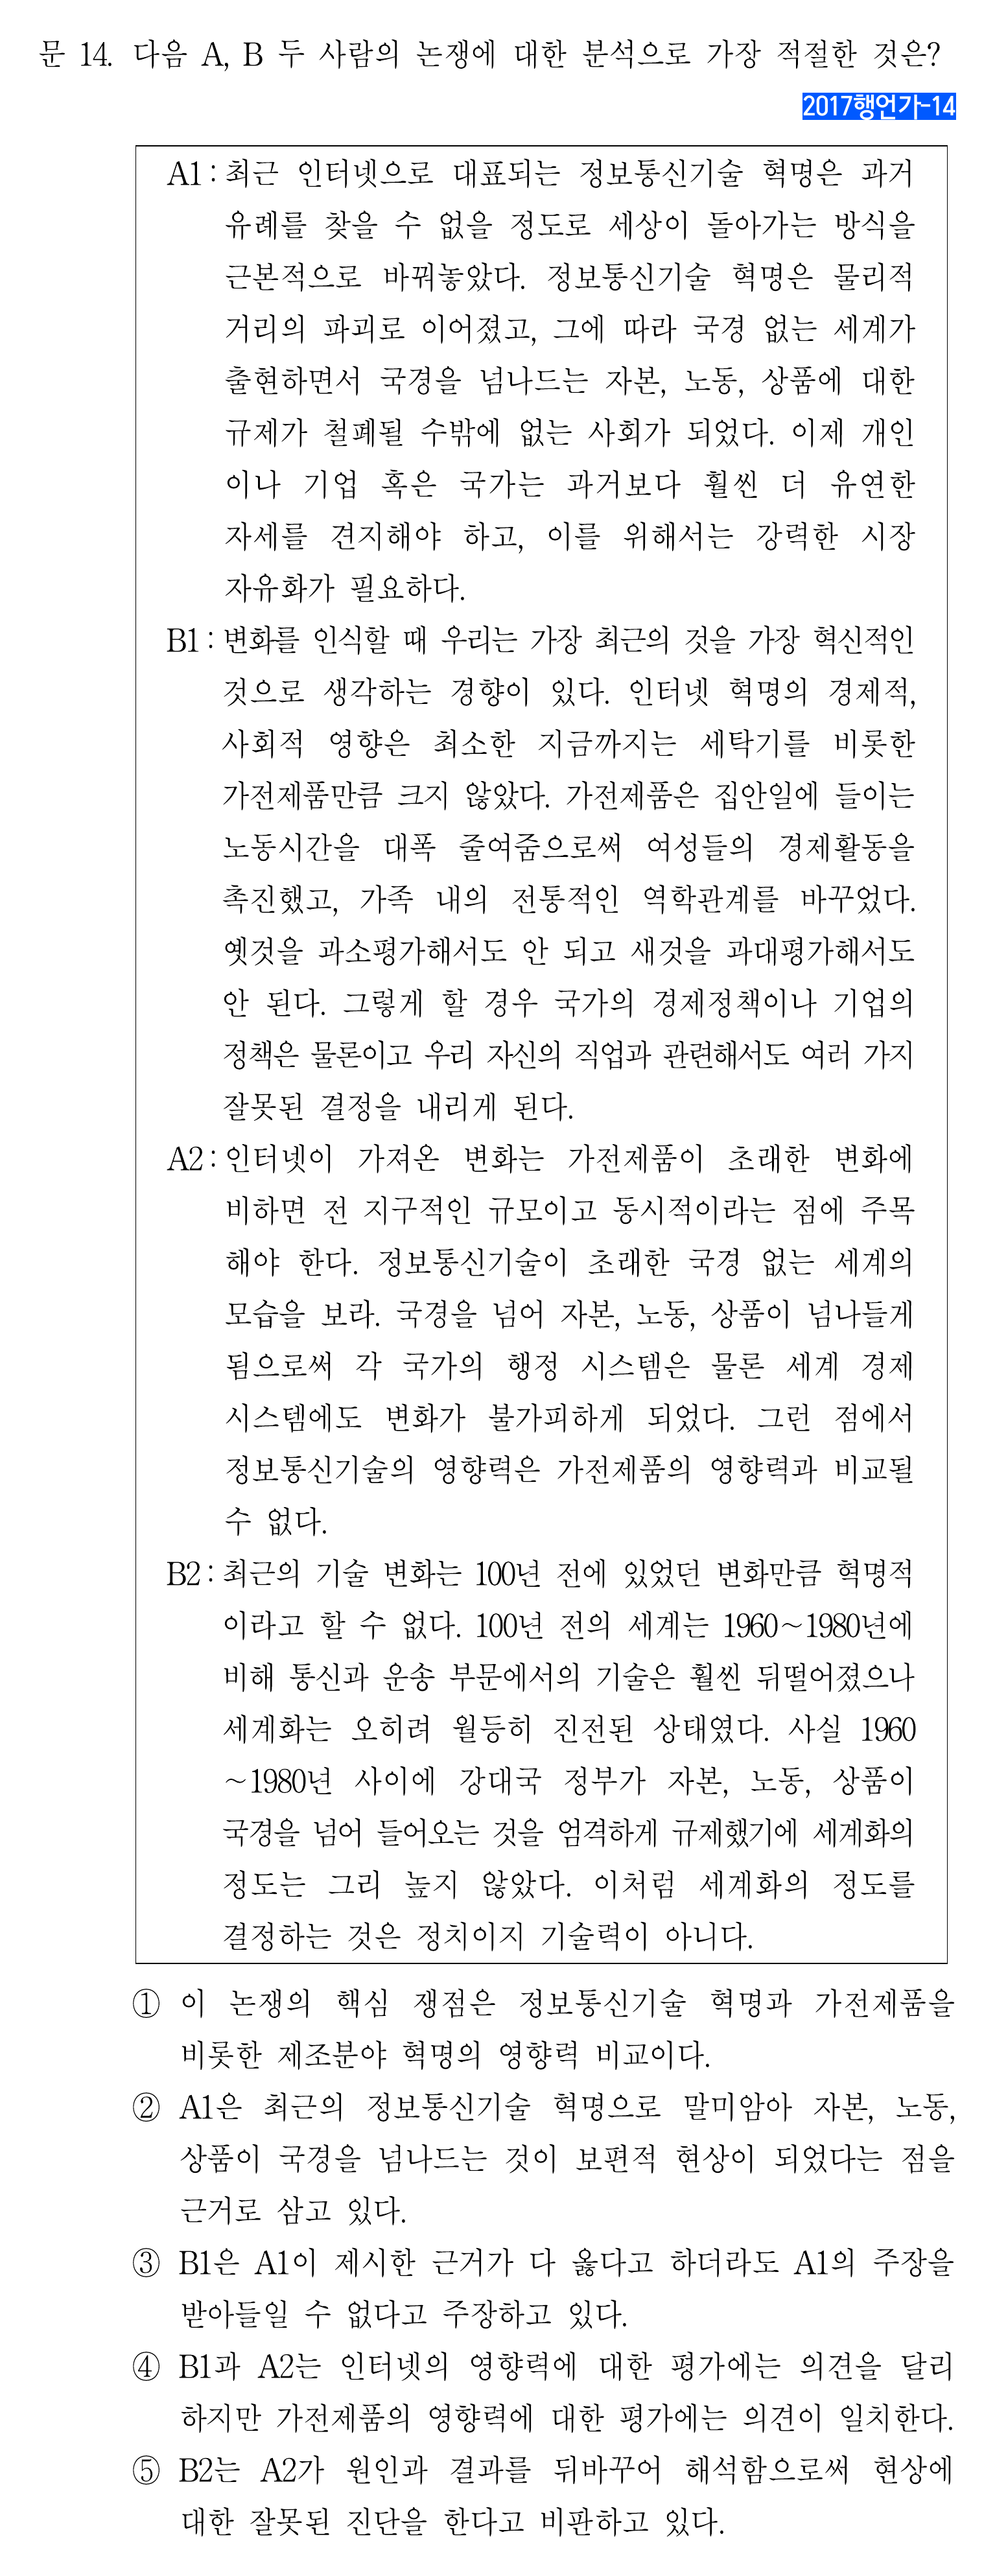 문 14. 다음 A, B 두 사람의 논쟁에 대한 분석으로 가장 적절한 것은?
2017행언가-14
A1 : 최근 인터넷으로 대표되는 정보통신기술 혁명은 과거
유례를 찾을 수 없을 정도로 세상이 돌아가는 방식을
근본적으로 바꿔놓았다. 정보통신기술 혁명은 물리적
거리의 파괴로 이어졌고, 그에 따라 국경 없는 세계가
출현하면서 국경을 넘나드는 자본, 노동, 상품에 대한
규제가 철폐될 수밖에 없는 사회가 되었다. 이제 개인
이나 기업 혹은 국가는 과거보다 훨씬 더 유연한
자세를 견지해야 하고, 이를 위해서는 강력한 시장
자유화가 필요하다.
B1 : 변화를 인식할 때 우리는 가장 최근의 것을 가장 혁신적인
것으로 생각하는 경향이 있다. 인터넷 혁명의 경제적,
사회적 영향은 최소한 지금까지는 세탁기를 비롯한
가전제품만큼 크지 않았다. 가전제품은 집안일에 들이는
노동시간을 대폭 줄여줌으로써 여성들의 경제활동을
촉진했고, 가족 내의 전통적인 역학관계를 바꾸었다.
옛것을 과소평가해서도 안 되고 새것을 과대평가해서도
안 된다. 그렇게 할 경우 국가의 경제정책이나 기업의
정책은 물론이고 우리 자신의 직업과 관련해서도 여러 가지
잘못된 결정을 내리게 된다.
A2 : 인터넷이 가져온 변화는 가전제품이 초래한 변화에
비하면 전 지구적인 규모이고 동시적이라는 점에 주목
해야 한다. 정보통신기술이 초래한 국경 없는 세계의
모습을 보라. 국경을 넘어 자본, 노동, 상품이 넘나들게
됨으로써 각 국가의 행정 시스템은 물론 세계 경제
시스템에도 변화가 불가피하게 되었다. 그런 점에서
정보통신기술의 영향력은 가전제품의 영향력과 비교될
수 없다.
B2 : 최근의 기술 변화는 100년 전에 있었던 변화만큼 혁명적
이라고 할 수 없다. 100년 전의 세계는 1960~1980년에
비해 통신과 운송 부문에서의 기술은 훨씬 뒤떨어졌으나
세계화는 오히려 월등히 진전된 상태였다. 사실 1960
~1980년 사이에 강대국 정부가 자본, 노동, 상품이
국경을 넘어 들어오는 것을 엄격하게 규제했기에 세계화의
정도는 그리 높지 않았다. 이처럼 세계화의 정도를
결정하는 것은 정치이지 기술력이 아니다.
① 이 논쟁의 핵심 쟁점은 정보통신기술 혁명과 가전제품을
비롯한 제조분야 혁명의 영향력 비교이다.
② A1은 최근의 정보통신기술 혁명으로 말미암아 자본, 노동,
상품이 국경을 넘나드는 것이 보편적 현상이 되었다는 점을
근거로 삼고 있다.
③ B1은 A1이 제시한 근거가 다 옳다고 하더라도 A1의 주장을
받아들일 수 없다고 주장하고 있다.
④ B1과 A2는 인터넷의 영향력에 대한 평가에는 의견을 달리
하지만 가전제품의 영향력에 대한 평가에는 의견이 일치한다.
⑤ B2는 A2가 원인과 결과를 뒤바꾸어 해석함으로써 현상에
대한 잘못된 진단을 한다고 비판하고 있다.